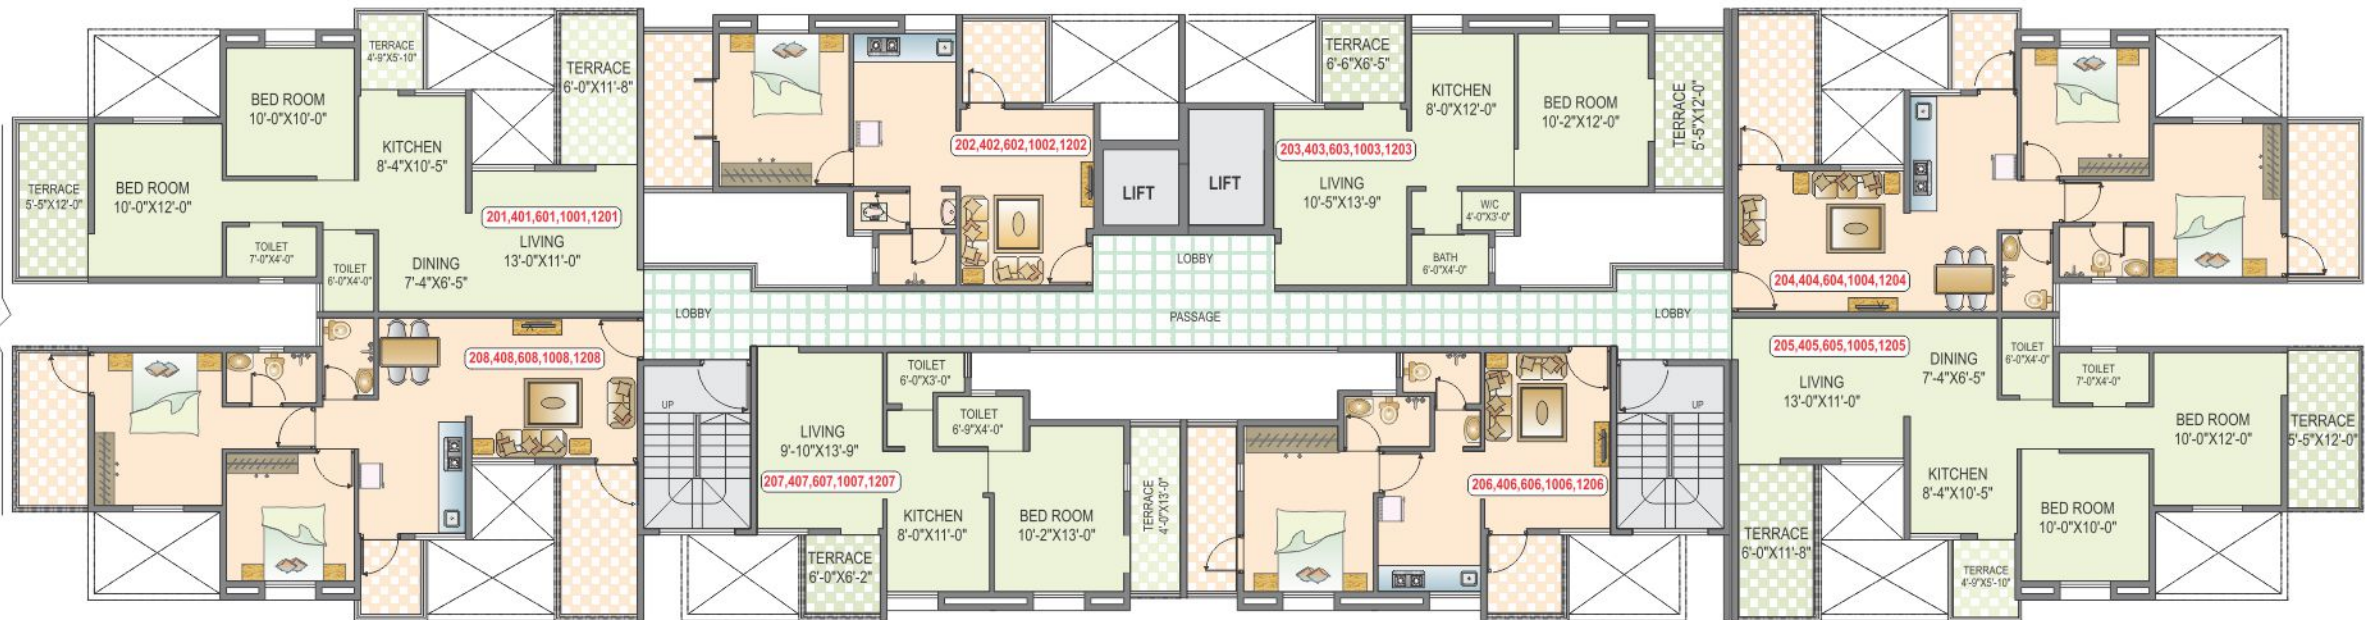 TERRACE
4'-9"X5'-10"
TERRACE
6'-0"X11'-8"
BED ROOM
10'-0"X10'-0"
KITCHEN
8'-4"X10'-5"
TERRACE
5'-5"X12'-0"
BED ROOM
10'-0"X12'-0"
201,401,601,1001,1201
LIVING
13'-0"X11'-0"
TOILET
7'-0"X4'-0"
TOILET
6'-0"X4'-0"
DINING
7'-4"X6'-5"
202,402,602,1002,1202
LIFT
LIFT
TERRACE
6'-6"X6'-5"
KITCHEN
8'-0"X12'-0"
BED ROOM
10'-2"X12'-0"
TERRACE
5'-5"X12'-0"
203,403,603,1003,1203
LIVING
10'-5"X13'-9"
W/C
4'-0"X3'-0"
BATH
6'-0"X4'-0"
204,404,604,1004,1204
LOBBY
LOBBY
PASSAGE
LOBBY
208,408,608,1008,1208
UP
LIVING
9'-10"X13'-9"
207,407,607,1007,1207
TOILET
6'-0"X3'-0"
TOILET
6'-9"X4'-0"
KITCHEN
8'-0"X11'-0"
BED ROOM
10'-2"X13'-0"
TERRACE
4'-0"X13'-0"
TERRACE
6'-0"X6'-2"
206,406,606,1006,1206
UP
205,405,605,1005,1205
LIVING
13'-0"X11'-0"
DINING
7'-4"X6'-5"
TOILET
6'-0"X4'-0"
TOILET
7'-0"X4'-0"
BED ROOM
10'-0"X12'-0"
TERRACE
5'-5"X12'-0"
KITCHEN
8'-4"X10'-5"
BED ROOM
10'-0"X10'-0"
TERRACE
6'-0"X11'-8"
TERRACE
4'-9"X5'-10"